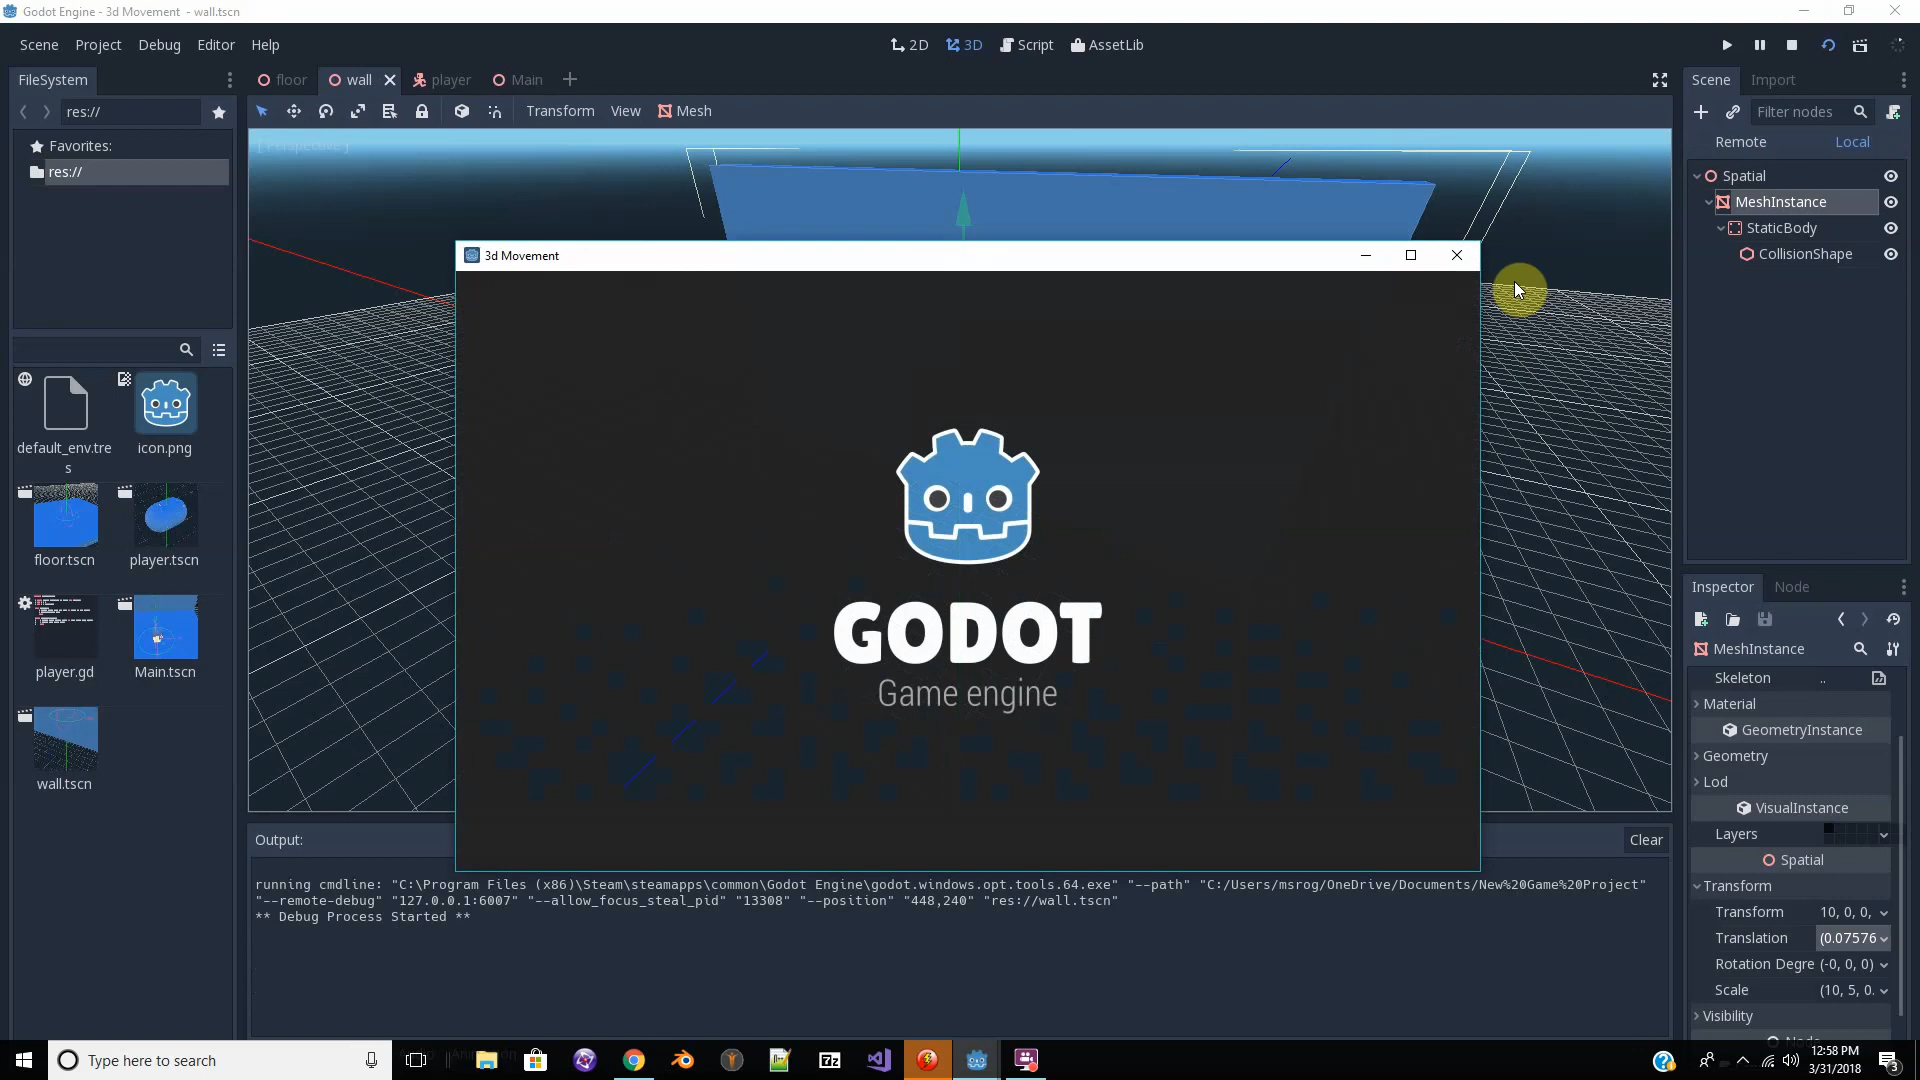 Godot Engine - 3d Movement - wall.tscn
Scene Project Debug Editor Help
2D 3D Script AssetLib
FileSystem
floor wall player Main
Scene Import
res://
Transform View Mesh
Filter nodes
Favorites:
res://
[ Perspective ]
Remote Local
Spatial
MeshInstance
StaticBody
CollisionShape
3d Movement
GODOT
Game engine
default_env.tre
s
icon.png
floor.tscn
player.tscn
player.gd
Main.tscn
wall.tscn
Inspector Node
MeshInstance
Skeleton ..
Material
GeometryInstance
Geometry
Lod
VisualInstance
Layers
Spatial
Transform
Transform 10, 0, 0,
Translation (0.07576
Rotation Degre (-0, 0, 0)
Scale (10, 5, 0.
Visibility
Node
Output:
Clear
running cmdline: "C:\Program Files (x86)\Steam\steamapps\common\Godot Engine\godot.windows.opt.tools.64.exe" "--path" "C:/Users/msrog/OneDrive/Documents/New%20Game%20Project"
"--remote-debug" "127.0.0.1:6007" "--allow_focus_steal_pid" "13308" "--position" "448,240" "res://wall.tscn"
** Debug Process Started **
Type here to search
7z
12:58 PM
3/31/2018
3